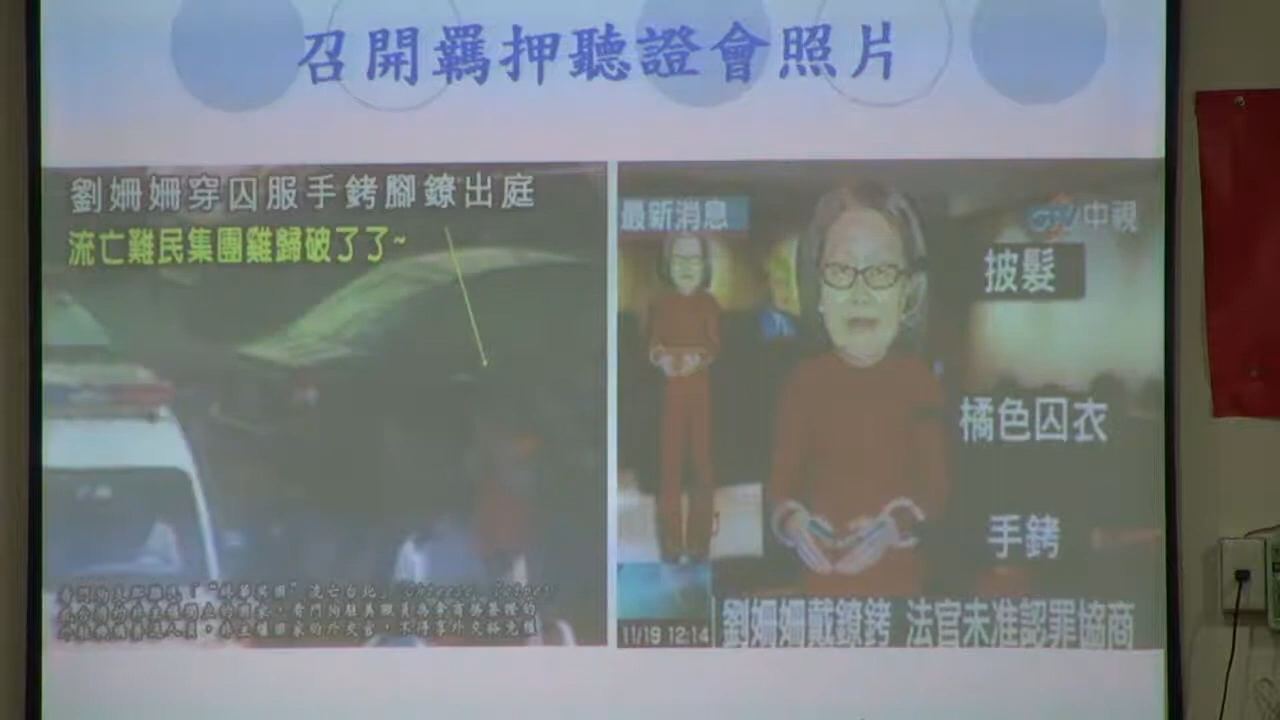 召開羈押聽證會照片
劉姍姍穿囚服手銬腳鐐出庭
流亡難民集團雞歸破了了~
最新消息
CTV中視
披髮
橘色囚衣
手銬
11/19 12:14
劉姍姍戴鐐銬 法官未准認罪協商